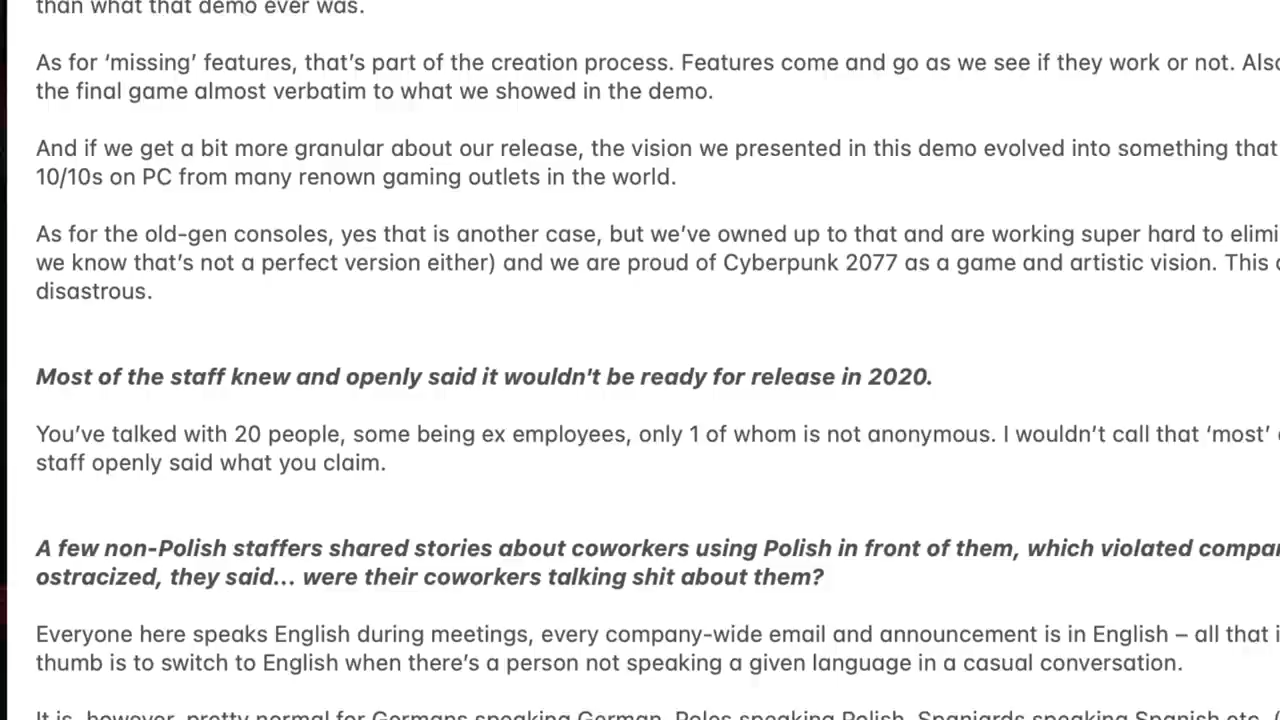 than what that demo ever was.
As for ‘missing’ features, that’s part of the creation process. Features come and go as we see if they work or not. Also
the final game almost verbatim to what we showed in the demo.
And if we get a bit more granular about our release, the vision we presented in this demo evolved into something that
10/10s on PC from many renown gaming outlets in the world.
As for the old-gen consoles, yes that is another case, but we’ve owned up to that and are working super hard to elimi
we know that’s not a perfect version either) and we are proud of Cyberpunk 2077 as a game and artistic vision. This
disastrous.
Most of the staff knew and openly said it wouldn't be ready for release in 2020.
You’ve talked with 20 people, some being ex employees, only 1 of whom is not anonymous. I wouldn’t call that ‘most’
staff openly said what you claim.
A few non-Polish staffers shared stories about coworkers using Polish in front of them, which violated compa
ostracized, they said... were their coworkers talking shit about them?
Everyone here speaks English during meetings, every company-wide email and announcement is in English – all that i
thumb is to switch to English when there’s a person not speaking a given language in a casual conversation.
It is, however, pretty normal for Germans speaking German, Poles speaking Polish, Spaniards speaking Spanish etc.